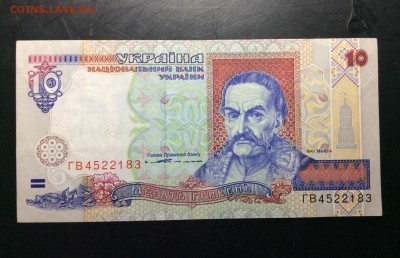 COINS.LAVE.RU
УКРАЇНА
НАЦІОНАЛЬНИЙ БАНК
УКРАЇНИ
10
10
Голова Правління банку
ГВ4522183
Іван Мазепа
ДЕСЯТЬ ГРИВЕНЬ
ГВ4522183